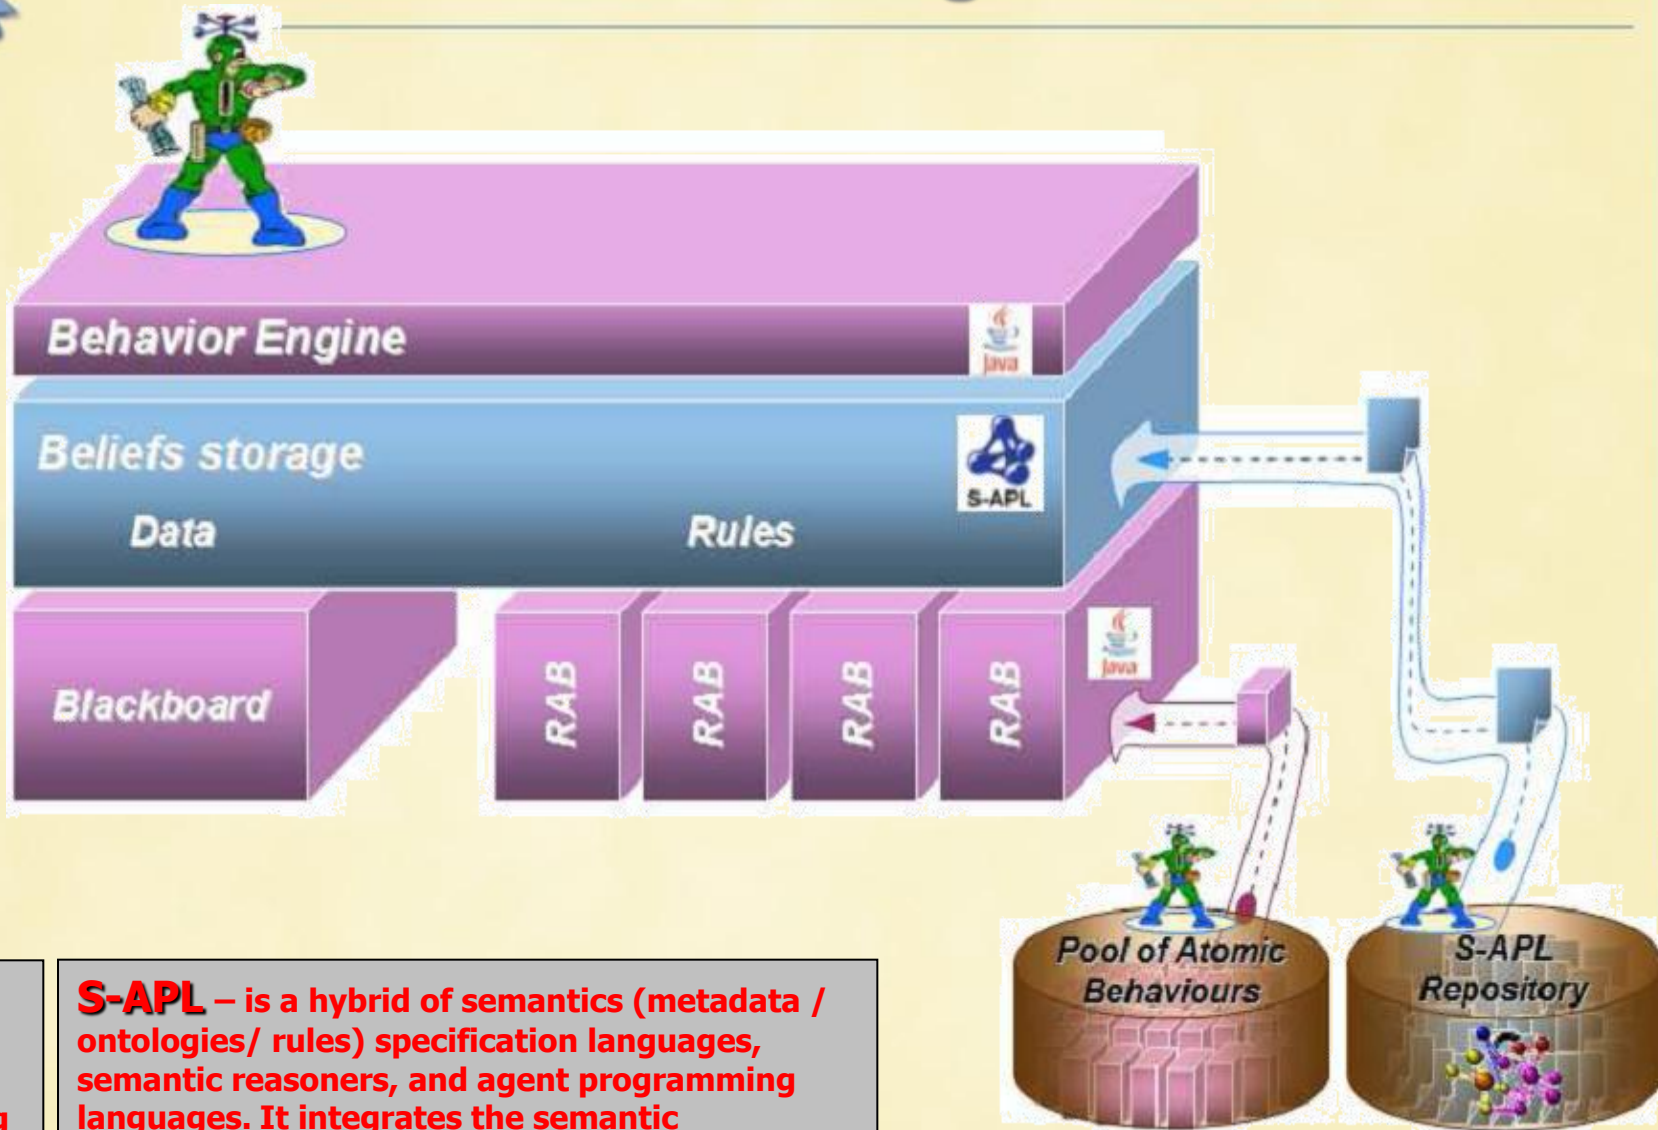 Behavior Engine
Java
Beliefs storage
S-APL
Data Rules
Blackboard
RAB
RAB
RAB
RAB
Java
Pool of Atomic
Behaviours
S-APL
Repository
S-APL – is a hybrid of semantics (metadata /
ontologies/ rules) specification languages,
semantic reasoners, and agent programming
languages. It integrates the semantic